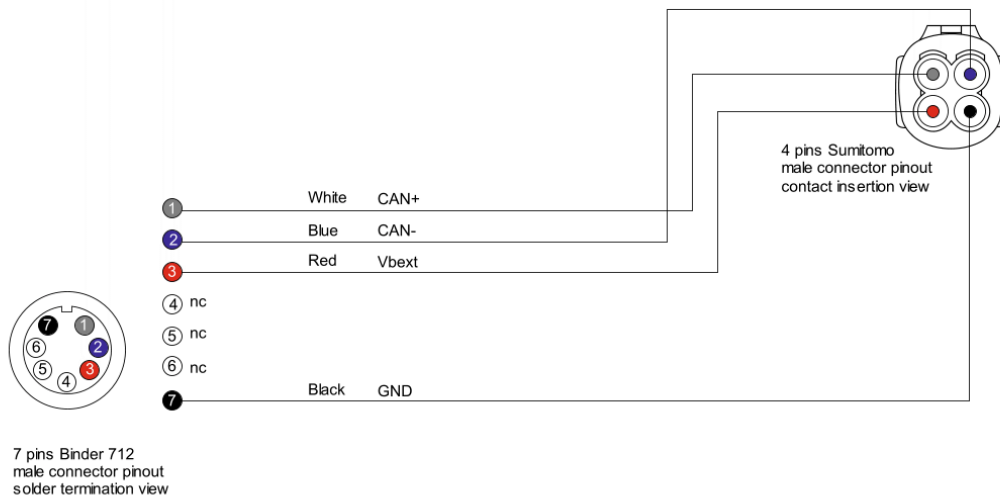 4 pins Sumitomo
male connector pinout
contact insertion view
1 White CAN+
2 Blue CAN-
3 Red Vbext
4 nc
5 nc
6 nc
7 Black GND
7 1
6 2
5 3
4
7 pins Binder 712
male connector pinout
solder termination view